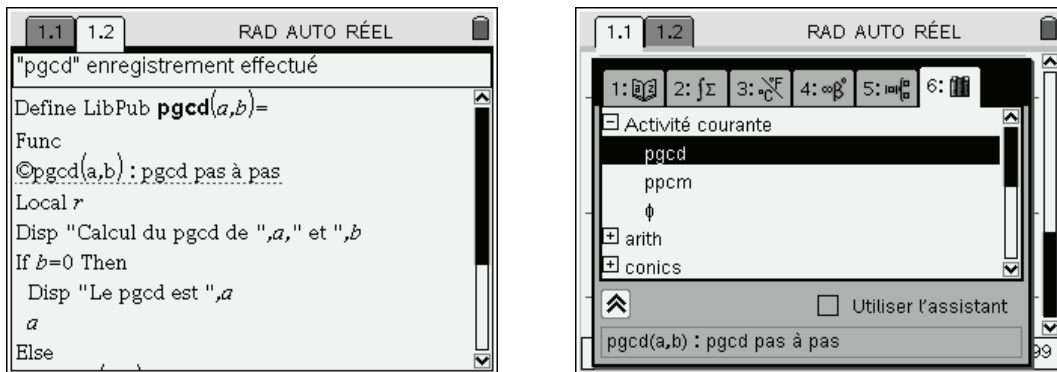 1.1 1.2 RAD AUTO RÉEL
"pgcd" enregistrement effectué
Define LibPub pgcd(a,b)=
Func
©pgcd(a,b) : pgcd pas à pas
Local r
Disp "Calcul du pgcd de ",a," et ",b
If b=0 Then
Disp "Le pgcd est ",a
a
Else
1.1 1.2 RAD AUTO RÉEL
1: 2: ∫Σ 3: °C°F 4: ∞β° 5: 6:
Activité courante
pgcd
ppcm
ϕ
arith
conics
Utiliser l'assistant
pgcd(a,b) : pgcd pas à pas
99